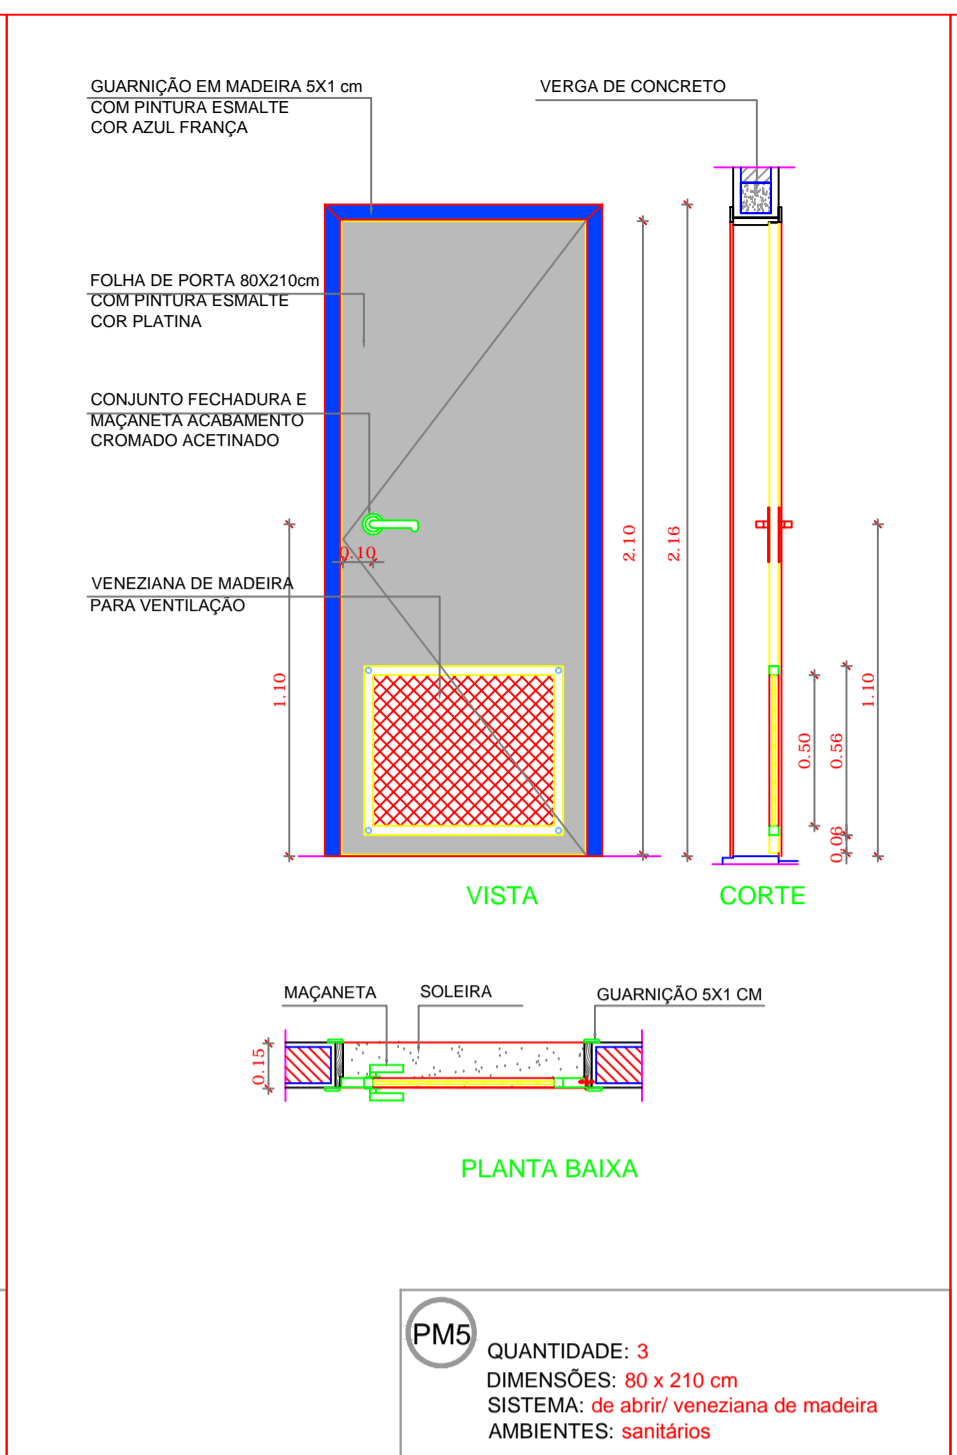 GUARNIÇÃO EM MADEIRA 5X1 cm
COM PINTURA ESMALTE
COR AZUL FRANÇA
VERGA DE CONCRETO
FOLHA DE PORTA 80X210cm
COM PINTURA ESMALTE
COR PLATINA
CONJUNTO FECHADURA E
MAÇANETA ACABAMENTO
CROMADO ACETINADO
0.10
VENEZIANA DE MADEIRA
PARA VENTILAÇÃO
1.10
2.10
2.16
0.50
0.56
0,06
1.10
VISTA
CORTE
MAÇANETA
SOLEIRA
GUARNIÇÃO 5X1 CM
0.15
PLANTA BAIXA
PM5
QUANTIDADE: 3
DIMENSÕES: 80 x 210 cm
SISTEMA: de abrir/ veneziana de madeira
AMBIENTES: sanitários